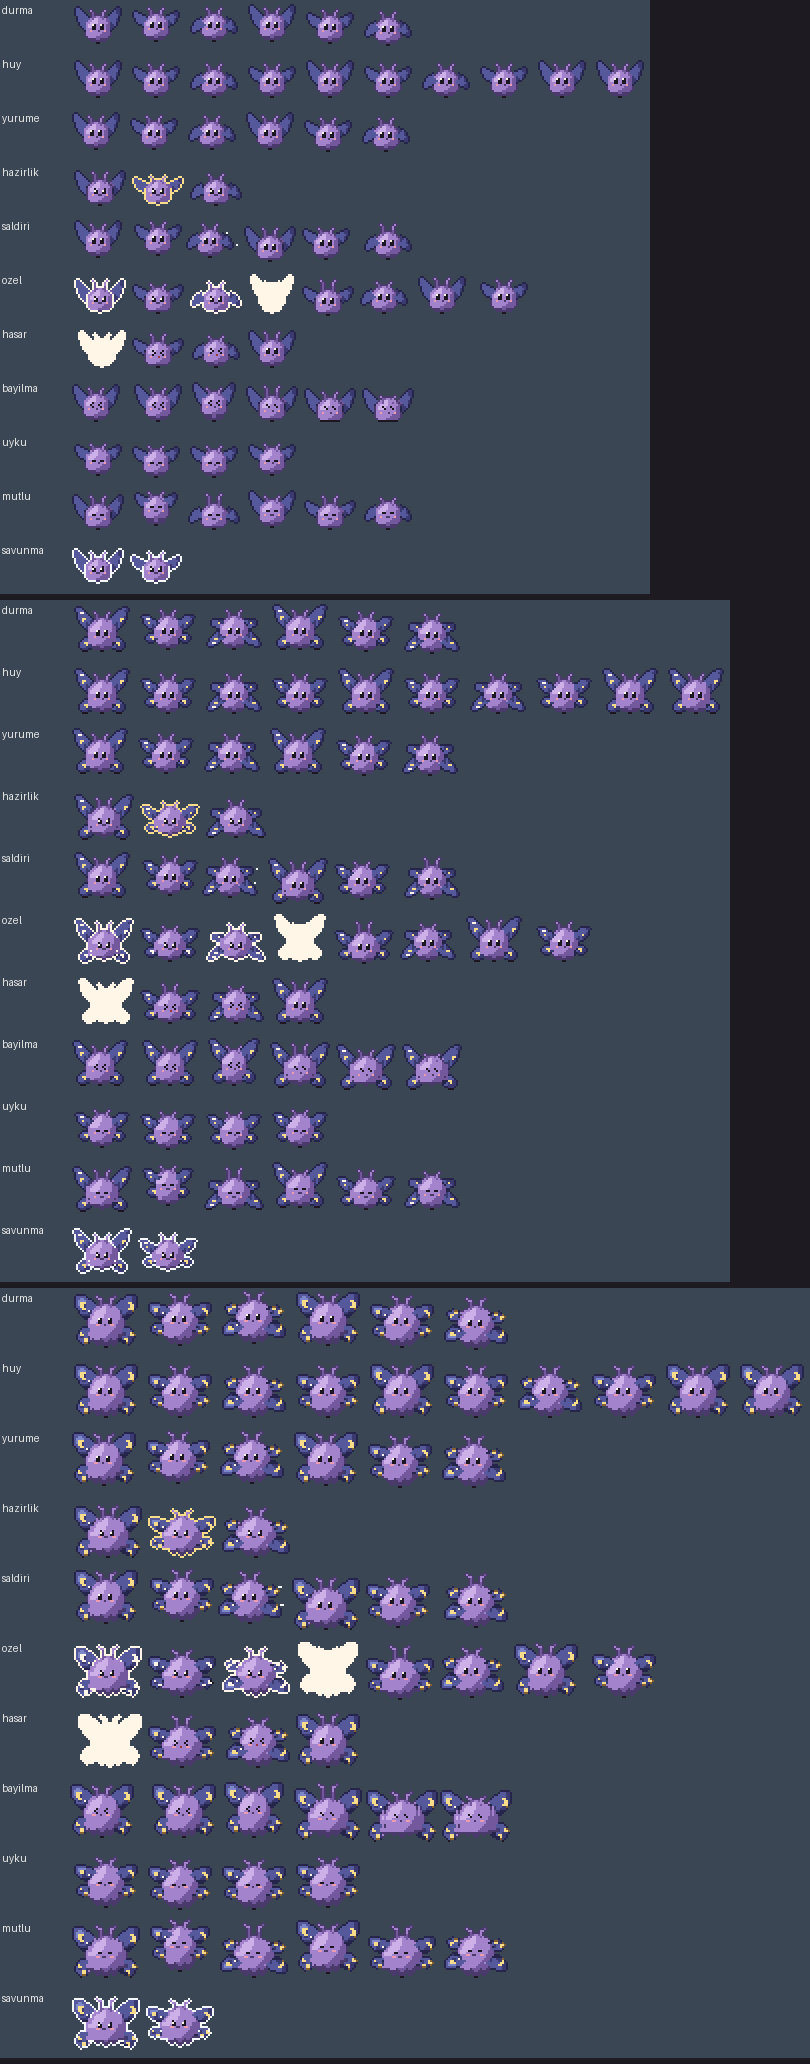 durma
huy
yurume
hazirlik
saldiri
ozel
hasar
bayilma
uyku
mutlu
savunma
durma
huy
yurume
hazirlik
saldiri
ozel
hasar
bayilma
uyku
mutlu
savunma
durma
huy
yurume
hazirlik
saldiri
ozel
hasar
bayilma
uyku
mutlu
savunma